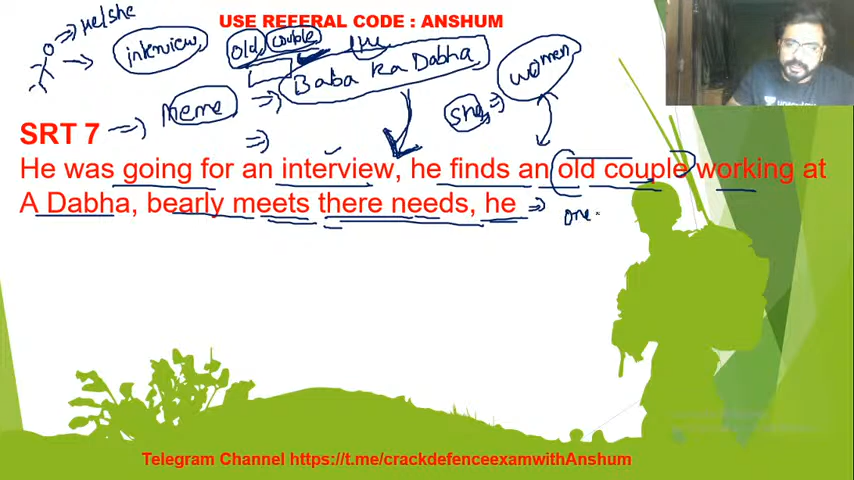 USE REFERAL CODE : ANSHUM
He/she
interview
old couple
the
Baba ka Dabha
women
she
Meme
SRT 7
He was going for an interview, he finds an old couple working at
A Dabha, bearly meets there needs, he
one
Telegram Channel https://t.me/crackdefenceexamwithAnshum